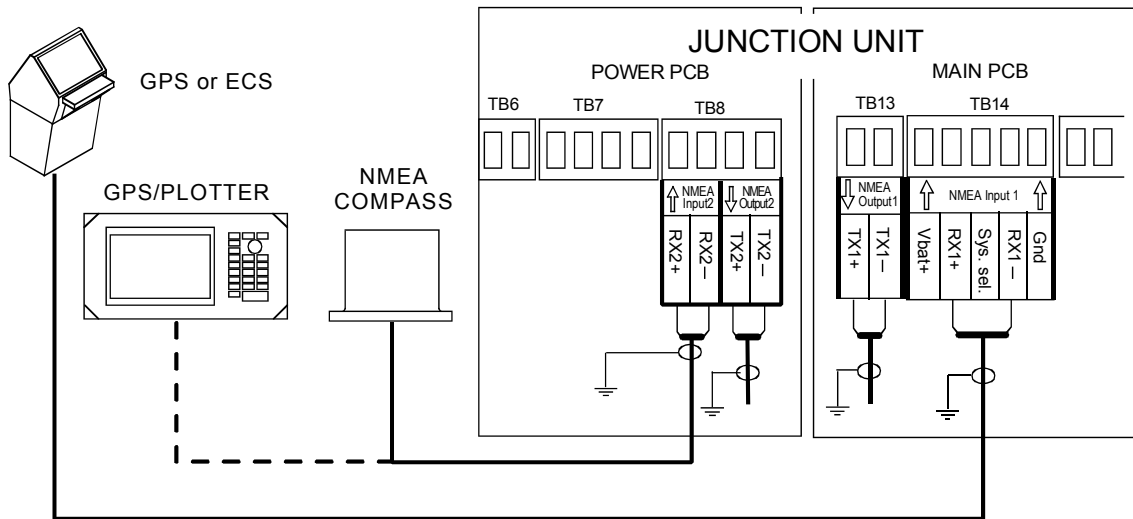 JUNCTION UNIT
GPS or ECS
POWER PCB
MAIN PCB
TB6
TB7
TB8
TB13
TB14
GPS/PLOTTER
NMEA
COMPASS
NMEA
Input2
NMEA
Output2
NMEA
Output1
NMEA Input 1
RX2+
RX2–
TX2+
TX2–
TX1+
TX1–
Vbat+
RX1+
Sys. sel.
RX1–
Gnd